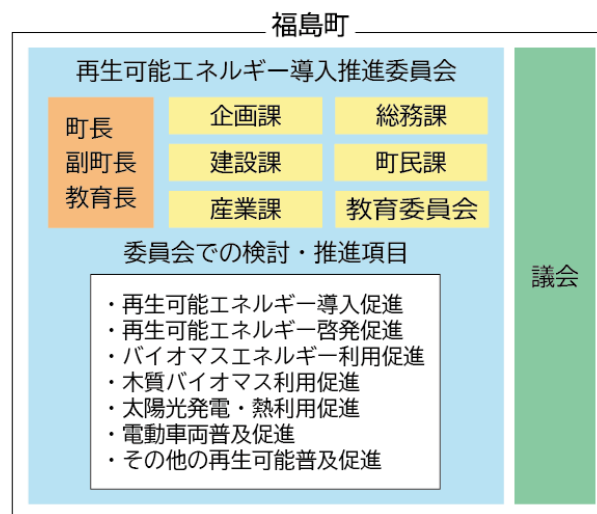 福島町
再生可能エネルギー導入推進委員会
町長
副町長
教育長
企画課
総務課
建設課
町民課
産業課
教育委員会
委員会での検討・推進項目
・再生可能エネルギー導入促進
・再生可能エネルギー啓発促進
・バイオマスエネルギー利用促進
・木質バイオマス利用促進
・太陽光発電・熱利用促進
・電動車両普及促進
・その他の再生可能普及促進
議会